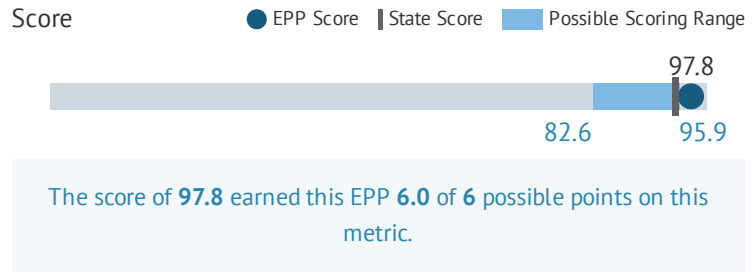 Score EPP Score State Score Possible Scoring Range
97.8
82.6 95.9
The score of 97.8 earned this EPP 6.0 of 6 possible points on this
metric.